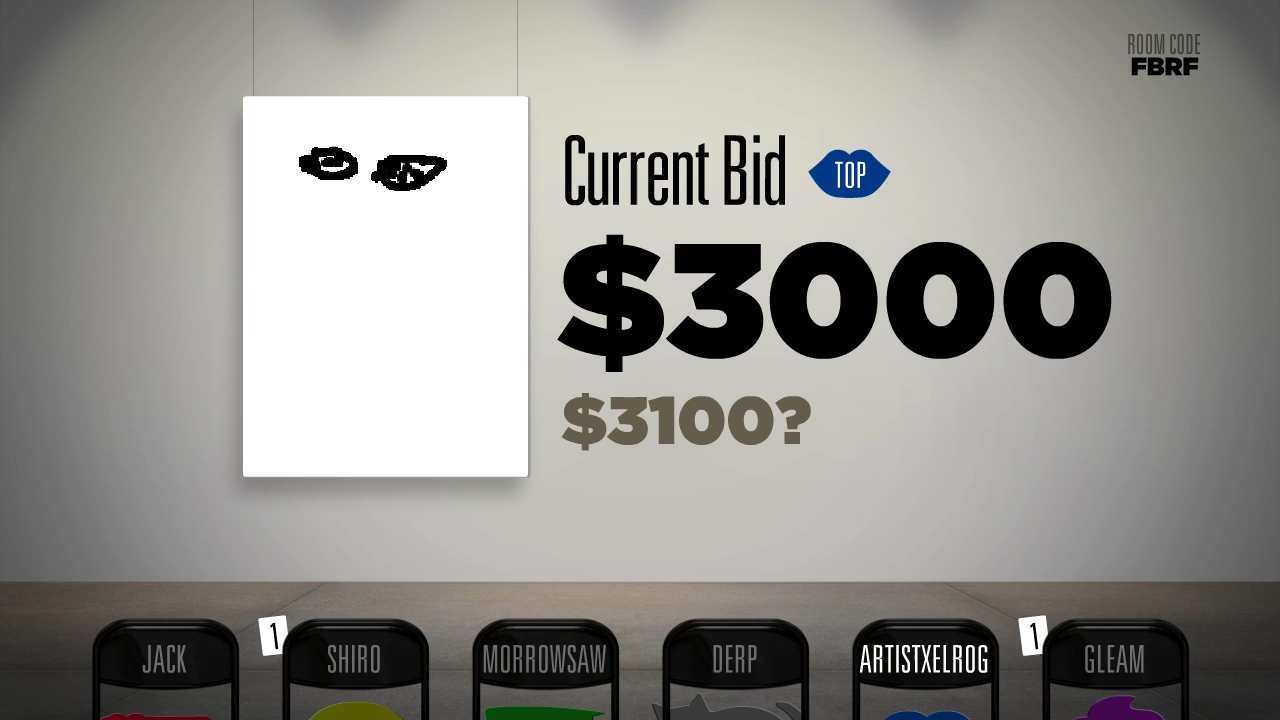 ROOM CODE
FBRF
Current Bid TOP
$3000
$3100?
JACK
1
SHIRO
MORROWSAW
DERP
ARTISTXELROG
1
GLEAM